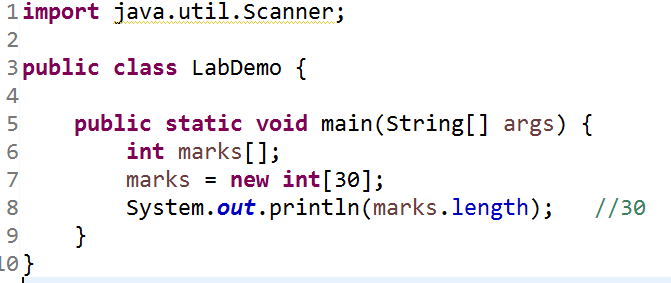 1 import java.util.Scanner;
2
3 public class LabDemo {
4
5     public static void main(String[] args) {
6         int marks[];
7         marks = new int[30];
8         System.out.println(marks.length);   //30
9     }
10 }